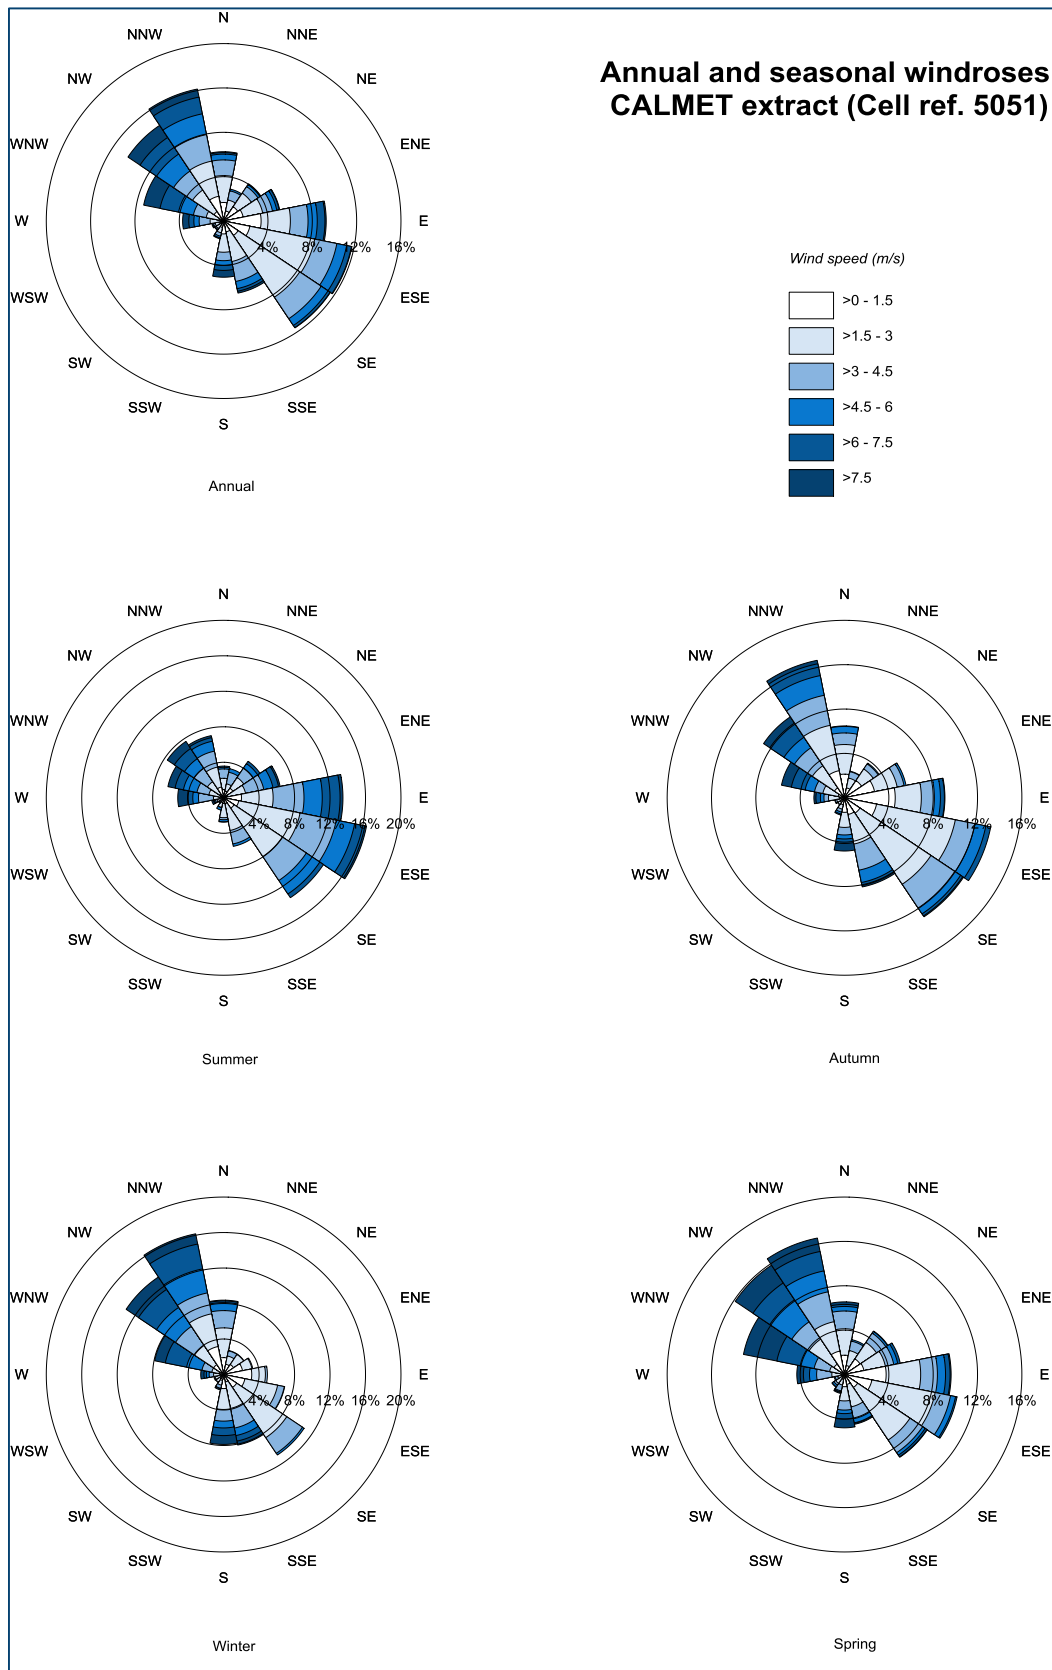 Annual and seasonal windroses
CALMET extract (Cell ref. 5051)
N
NNW
NNE
NW
NE
WNW
ENE
W
E
4%
8%
12%
16%
WSW
ESE
SW
SE
SSW
SSE
S
Annual
Wind speed (m/s)
>0 - 1.5
>1.5 - 3
>3 - 4.5
>4.5 - 6
>6 - 7.5
>7.5
N
NNW
NNE
NW
NE
WNW
ENE
W
E
4%
8%
12%
16%
20%
WSW
ESE
SW
SE
SSW
SSE
S
Summer
N
NNW
NNE
NW
NE
WNW
ENE
W
E
4%
8%
12%
16%
WSW
ESE
SW
SE
SSW
SSE
S
Autumn
N
NNW
NNE
NW
NE
WNW
ENE
W
E
4%
8%
12%
16%
20%
WSW
ESE
SW
SE
SSW
SSE
S
Winter
N
NNW
NNE
NW
NE
WNW
ENE
W
E
4%
8%
12%
16%
WSW
ESE
SW
SE
SSW
SSE
S
Spring